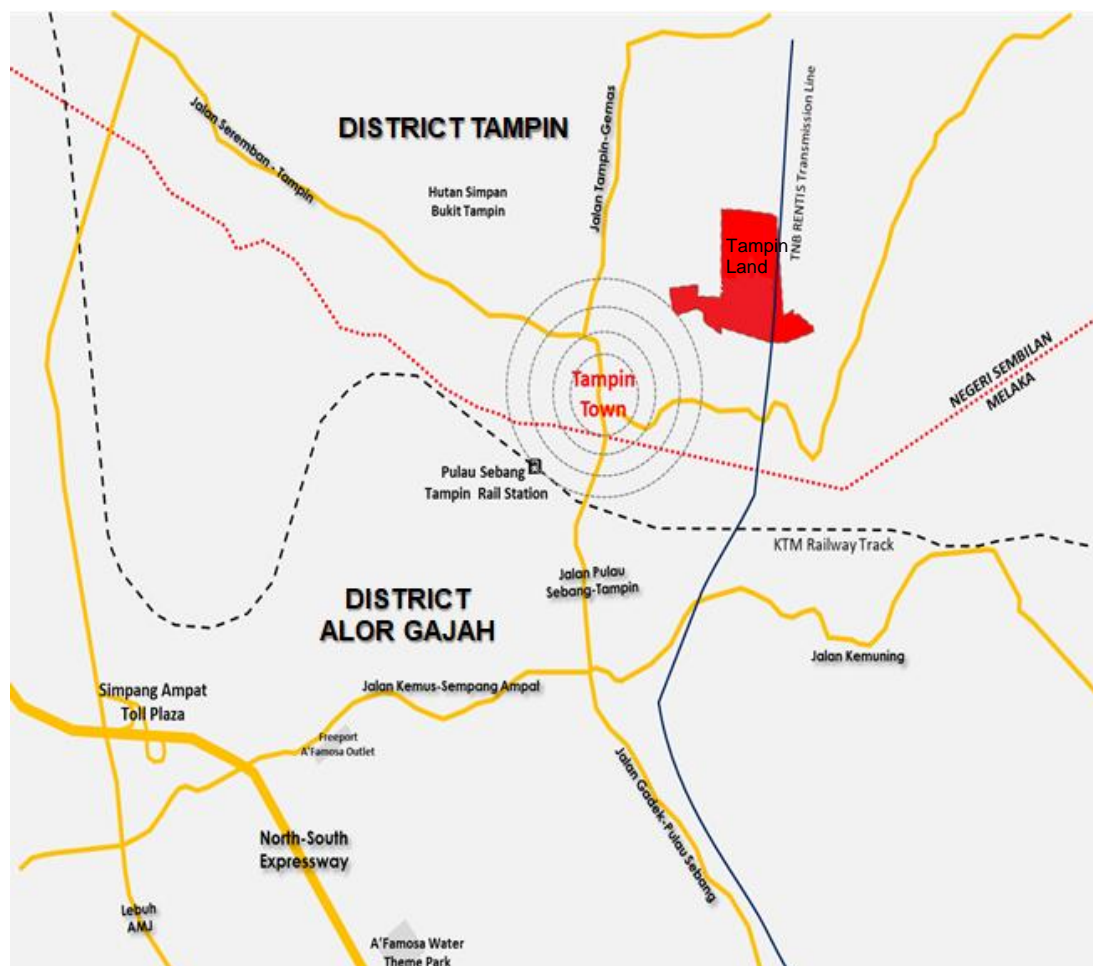 Jalan Seremban - Tampin
DISTRICT TAMPIN
Hutan Simpan
Bukit Tampin
Jalan Tampin-Gemas
TNB RENTIS Transmission Line
Tampin
Land
Tampin
Town
NEGERI SEMBILAN
MELAKA
Pulau Sebang
Tampin Rail Station
KTM Railway Track
Jalan Pulau
Sebang-Tampin
DISTRICT
ALOR GAJAH
Jalan Kemuning
Jalan Kemus-Sempang Ampat
Simpang Ampat
Toll Plaza
Freeport
A'Famosa Outlet
Jalan Gadek-Pulau Sebang
North-South
Expressway
Lebuh
AMJ
A'Famosa Water
Theme Park